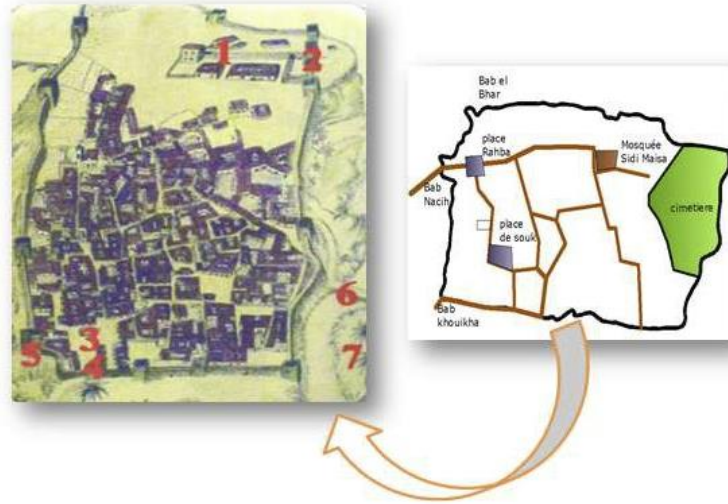 1
2
3
4
5
6
7
Bab el
Bhar
place
Rahba
Mosquée
Sidi Maisa
Bab
Nacih
cimetiere
place
de souk
Bab
khouikha